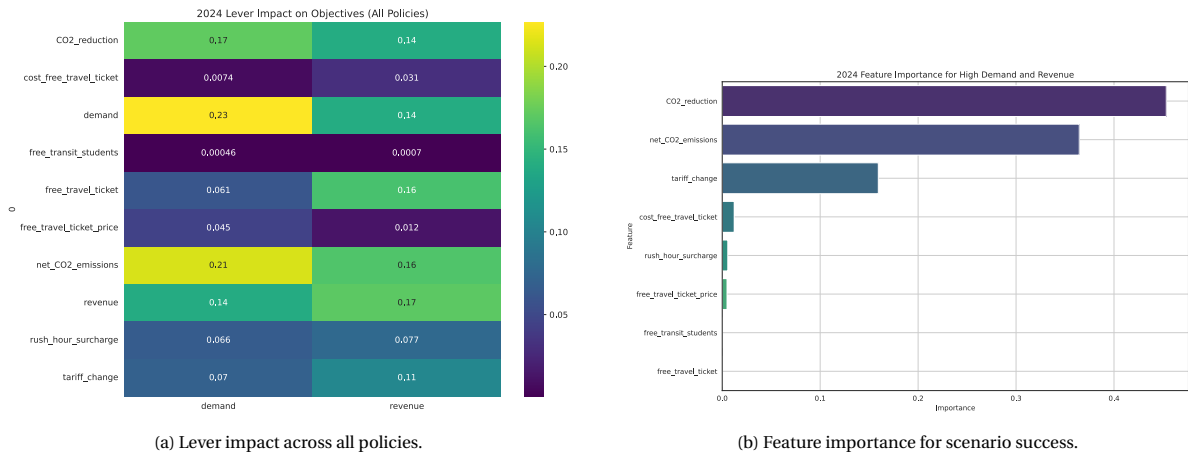 2024 Lever Impact on Objectives (All Policies)
CO2_reduction 0,17 0,14
cost_free_travel_ticket 0,0074 0,031
demand 0,23 0,14
free_transit_students 0,00046 0,0007
free_travel_ticket 0,061 0,16
free_travel_ticket_price 0,045 0,012
net_CO2_emissions 0,21 0,16
revenue 0,14 0,17
rush_hour_surcharge 0,066 0,077
tariff_change 0,07 0,11
0
demand revenue
0,20
0,15
0,10
0,05
(a) Lever impact across all policies.
2024 Feature Importance for High Demand and Revenue
CO2_reduction
net_CO2_emissions
tariff_change
cost_free_travel_ticket
rush_hour_surcharge
free_travel_ticket_price
free_transit_students
free_travel_ticket
Feature
0.0 0.1 0.2 0.3 0.4
Importance
(b) Feature importance for scenario success.